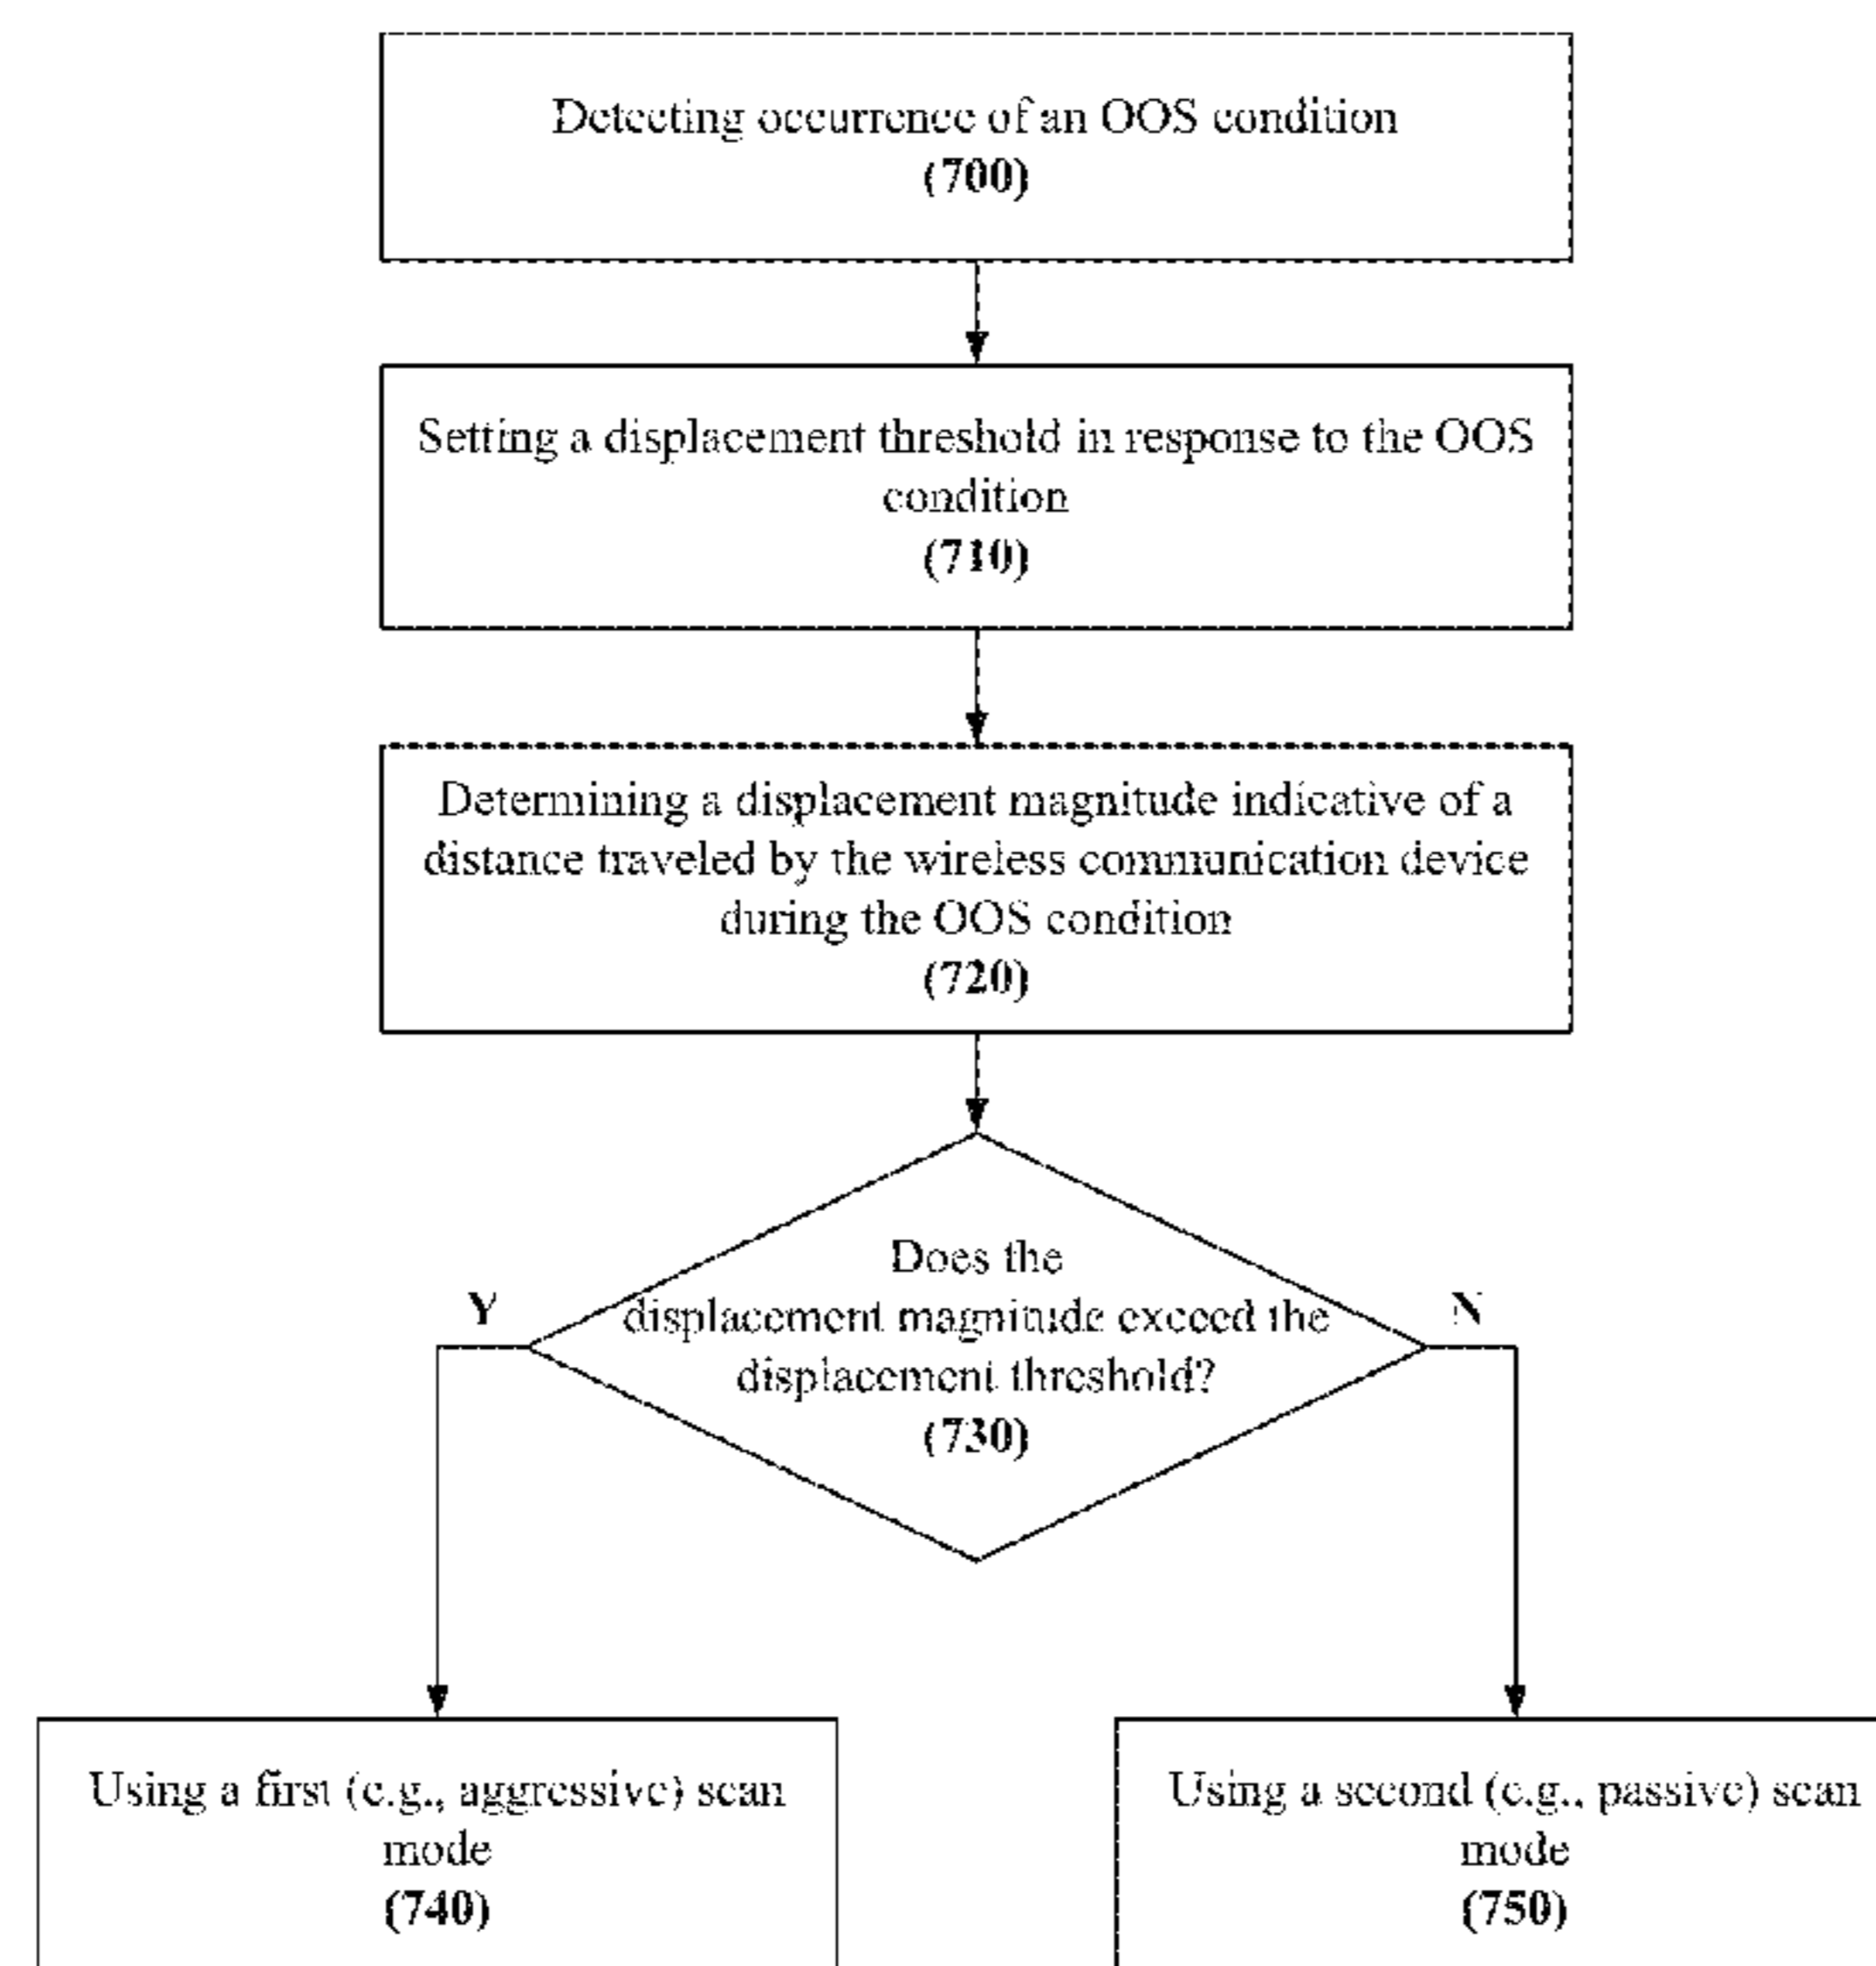 Detecting occurrence of an OOS condition
(700)
Setting a displacement threshold in response to the OOS
condition
(710)
Determining a displacement magnitude indicative of a
distance traveled by the wireless communication device
during the OOS condition
(720)
Does the
displacement magnitude exceed the
displacement threshold?
(730)
Y
N
Using a first (e.g., aggressive) scan
mode
(740)
Using a second (e.g., passive) scan
mode
(750)